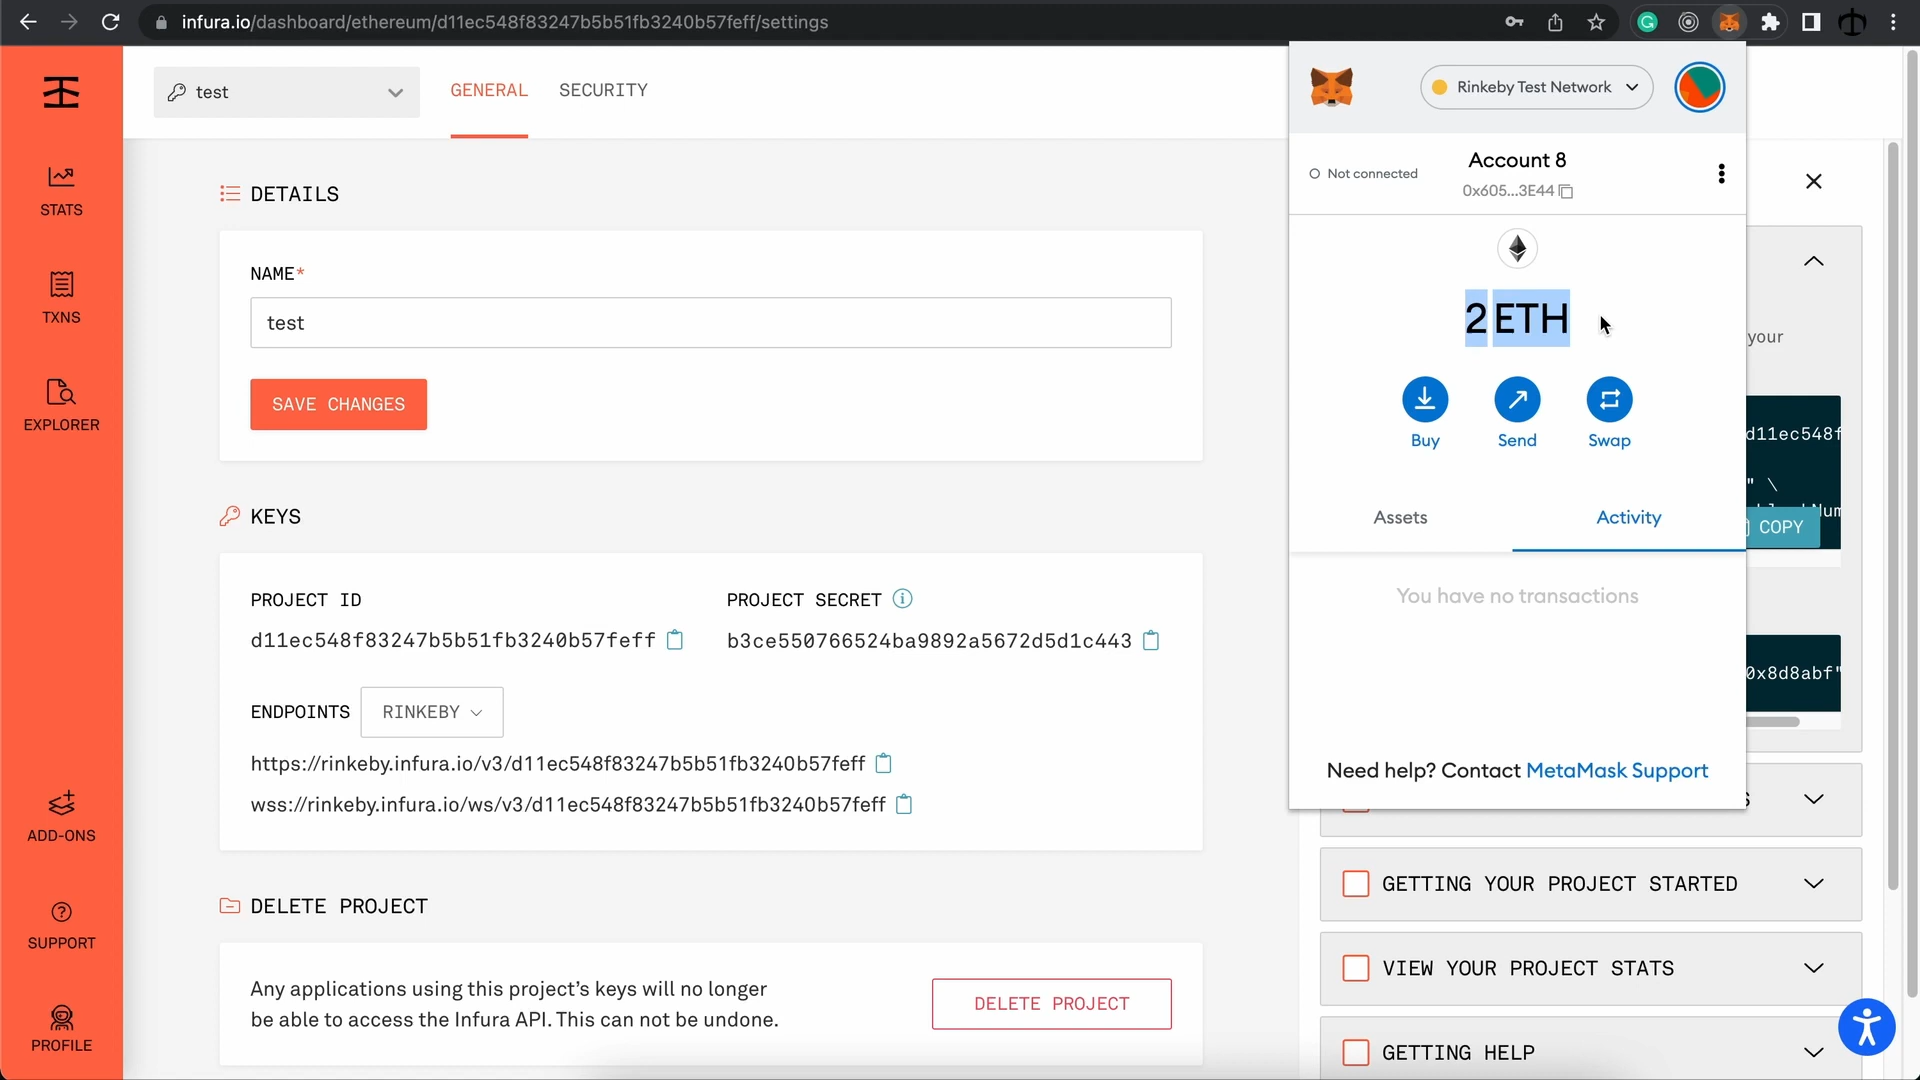 infura.io/dashboard/ethereum/d11ec548f83247b5b51fb3240b57feff/settings
test
GENERAL
SECURITY
STATS
TXNS
EXPLORER
ADD-ONS
SUPPORT
PROFILE
DETAILS
NAME*
test
SAVE CHANGES
KEYS
PROJECT ID
PROJECT SECRET
d11ec548f83247b5b51fb3240b57feff
b3ce550766524ba9892a5672d5d1c443
ENDPOINTS
RINKEBY
https://rinkeby.infura.io/v3/d11ec548f83247b5b51fb3240b57feff
wss://rinkeby.infura.io/ws/v3/d11ec548f83247b5b51fb3240b57feff
DELETE PROJECT
Any applications using this project's keys will no longer
be able to access the Infura API. This can not be undone.
DELETE PROJECT
Rinkeby Test Network
Not connected
Account 8
0x605...3E44
2 ETH
Buy
Send
Swap
Assets
Activity
You have no transactions
Need help? Contact MetaMask Support
your
d11ec548f
" \
COPY
0x8d8abf"
GETTING YOUR PROJECT STARTED
VIEW YOUR PROJECT STATS
GETTING HELP